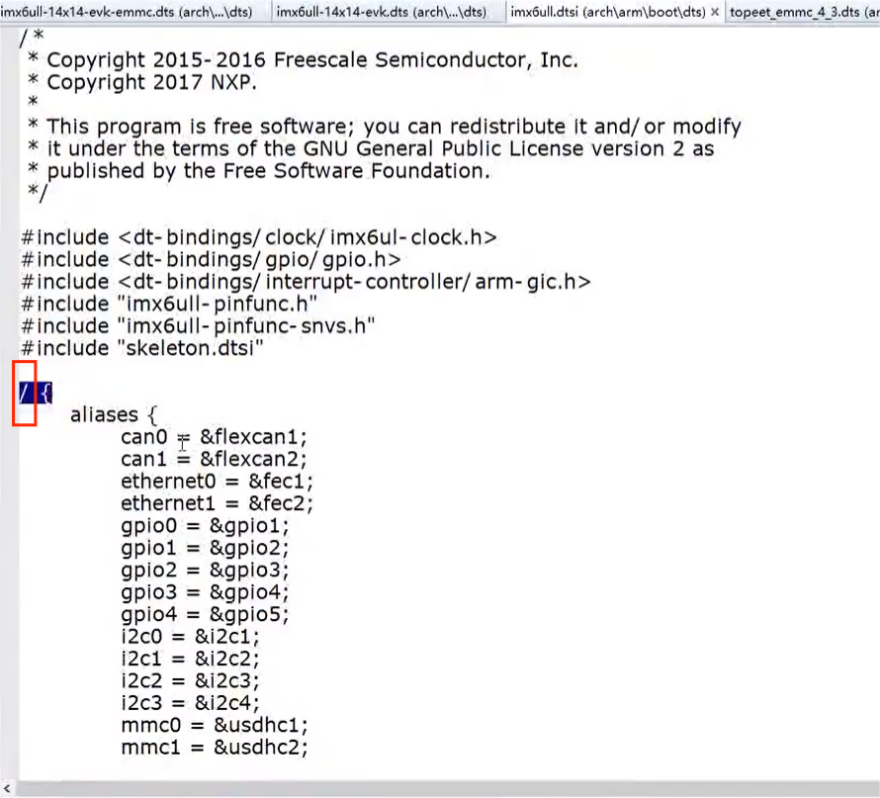 imx6ull-14x14-evk-emmc.dts (arch\...\dts) imx6ull-14x14-evk.dts (arch\...\dts) imx6ull.dtsi (arch\arm\boot\dts) × topeet_emmc_4_3.dts (ar
/*
* Copyright 2015-2016 Freescale Semiconductor, Inc.
* Copyright 2017 NXP.
*
* This program is free software; you can redistribute it and/or modify
* it under the terms of the GNU General Public License version 2 as
* published by the Free Software Foundation.
*/
#include <dt-bindings/clock/imx6ul-clock.h>
#include <dt-bindings/gpio/gpio.h>
#include <dt-bindings/interrupt-controller/arm-gic.h>
#include "imx6ull-pinfunc.h"
#include "imx6ull-pinfunc-snvs.h"
#include "skeleton.dtsi"
/ {
aliases {
can0 = &flexcan1;
can1 = &flexcan2;
ethernet0 = &fec1;
ethernet1 = &fec2;
gpio0 = &gpio1;
gpio1 = &gpio2;
gpio2 = &gpio3;
gpio3 = &gpio4;
gpio4 = &gpio5;
i2c0 = &i2c1;
i2c1 = &i2c2;
i2c2 = &i2c3;
i2c3 = &i2c4;
mmc0 = &usdhc1;
mmc1 = &usdhc2;